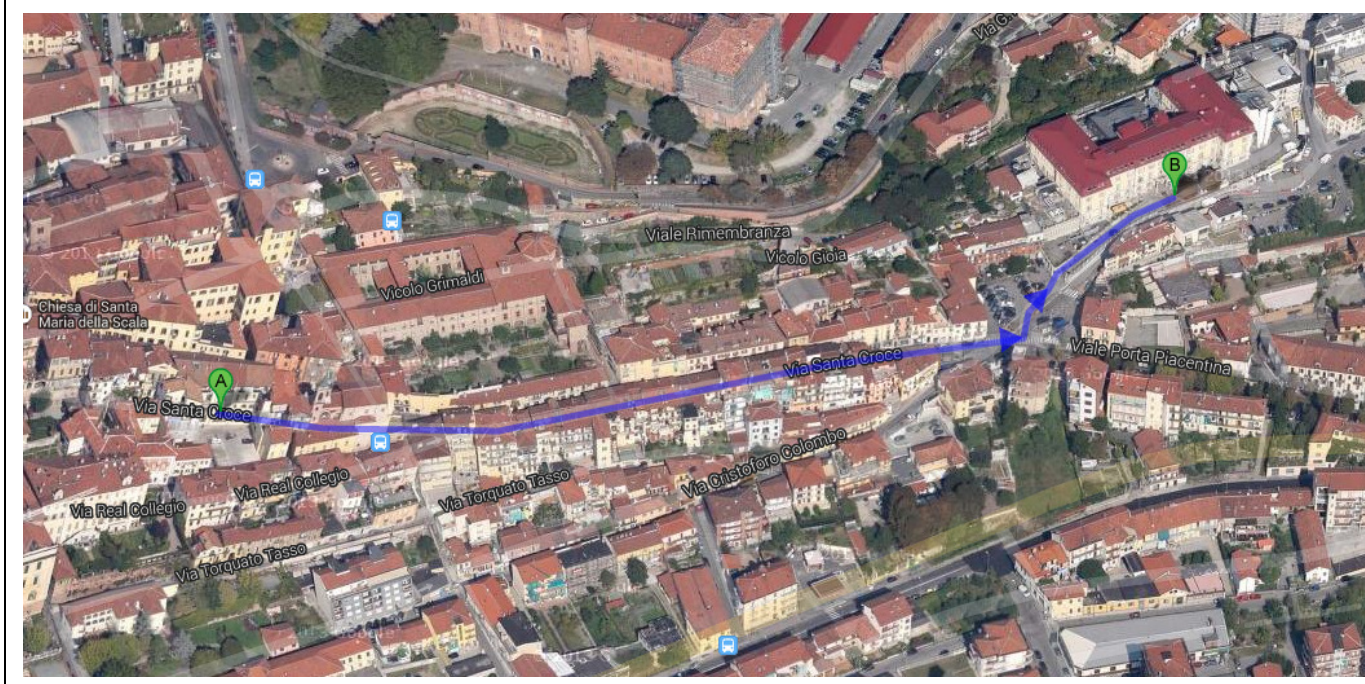 Via G.
B
Viale Rimembranza
Vicolo Gioia
Vicolo Grimaldi
Chiesa di Santa
Maria della Scala
Via Santa Croce
Viale Porta Piacentina
A
Via Santa Croce
Via Cristoforo Colombo
Via Real Collegio
Via Torquato Tasso
Via Real Collegio
Via Torquato Tasso